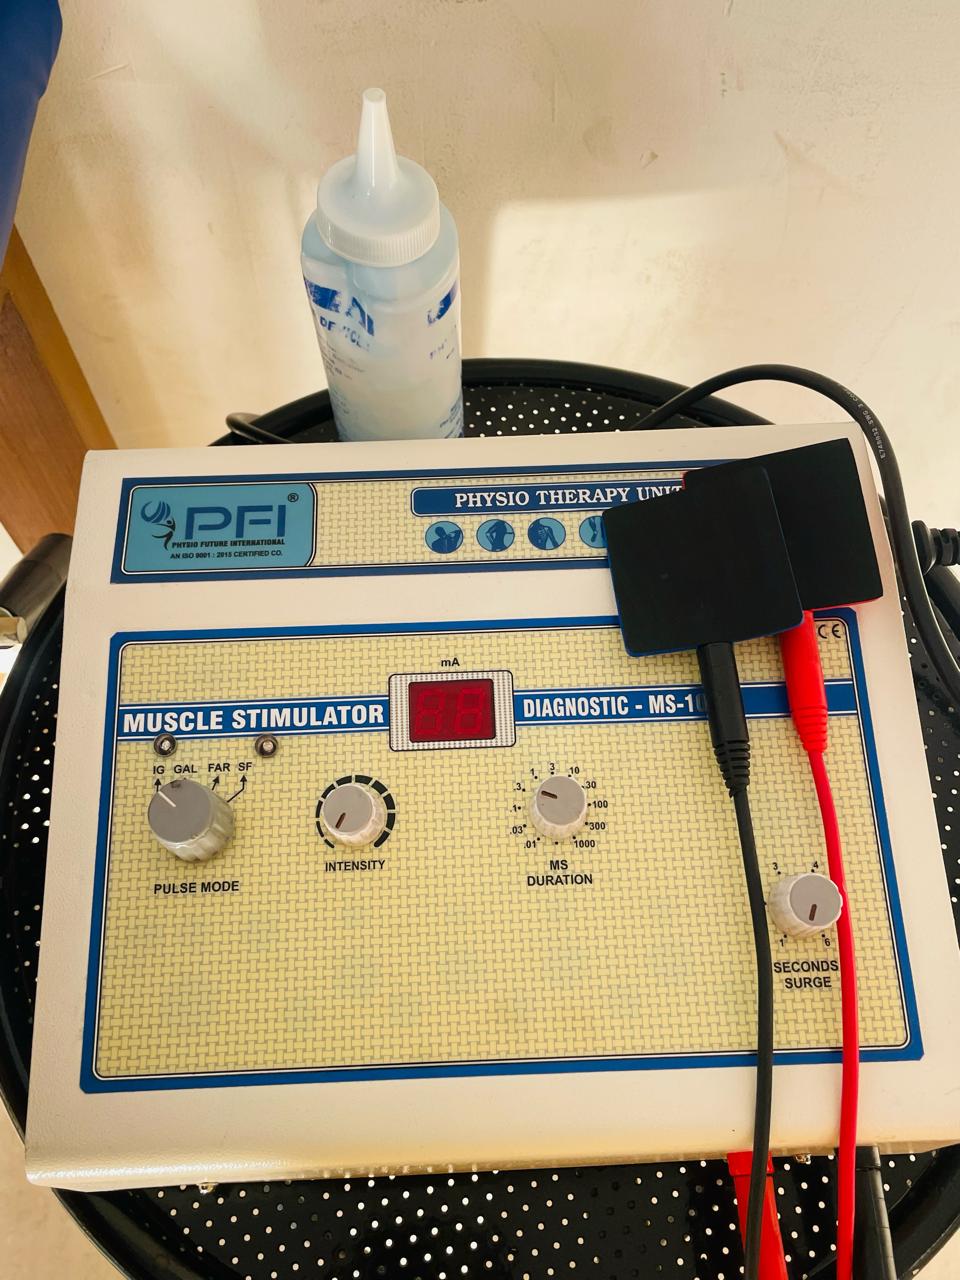 PFI ®
PHYSIO FUTURE INTERNATIONAL
AN ISO 9001 : 2015 CERTIFIED CO.
PHYSIO THERAPY UNIT
CE
mA
MUSCLE STIMULATOR
DIAGNOSTIC - MS-10
IG GAL FAR SF
PULSE MODE
INTENSITY
.01 .03 .1 .3 1 3 10 30 100 300 1000
MS
DURATION
1 3 4 6
SECONDS
SURGE